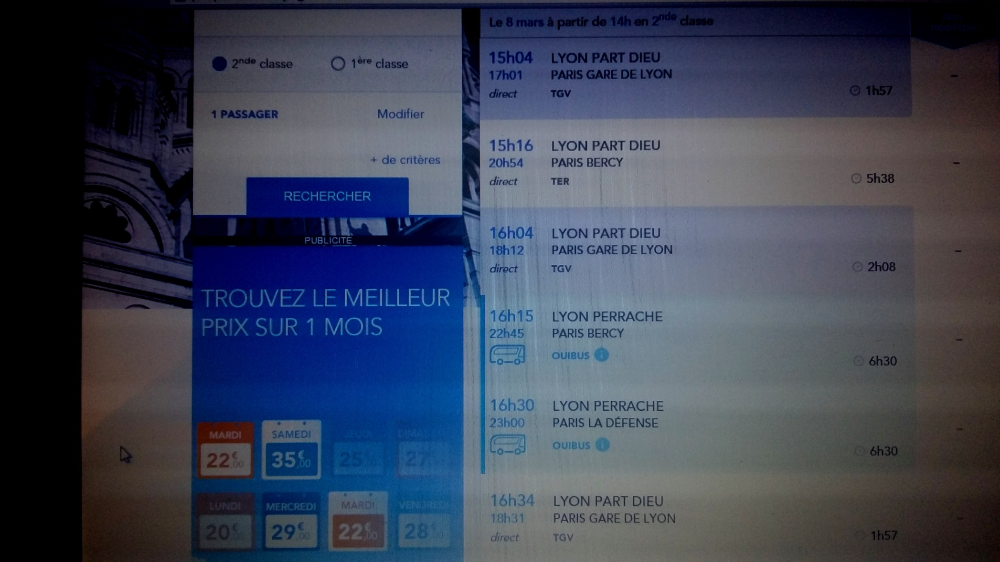 2nde classe
1ère classe
1 PASSAGER
Modifier
+ de critères
RECHERCHER
PUBLICITÉ
TROUVEZ LE MEILLEUR
PRIX SUR 1 MOIS
MARDI
22€,00
SAMEDI
35€,00
JEUDI
25€
27
LUNDI
20€,00
MERCREDI
29€,00
MARDI
22€,00
VENDREDI
28€
Le 8 mars à partir de 14h en 2nde classe
15h04 LYON PART DIEU
17h01 PARIS GARE DE LYON
direct TGV
1h57
-
15h16 LYON PART DIEU
20h54 PARIS BERCY
direct TER
5h38
-
16h04 LYON PART DIEU
18h12 PARIS GARE DE LYON
direct TGV
2h08
-
16h15 LYON PERRACHE
22h45 PARIS BERCY
OUIBUS i
6h30
-
16h30 LYON PERRACHE
23h00 PARIS LA DÉFENSE
OUIBUS i
6h30
-
16h34 LYON PART DIEU
18h31 PARIS GARE DE LYON
direct TGV
1h57
-